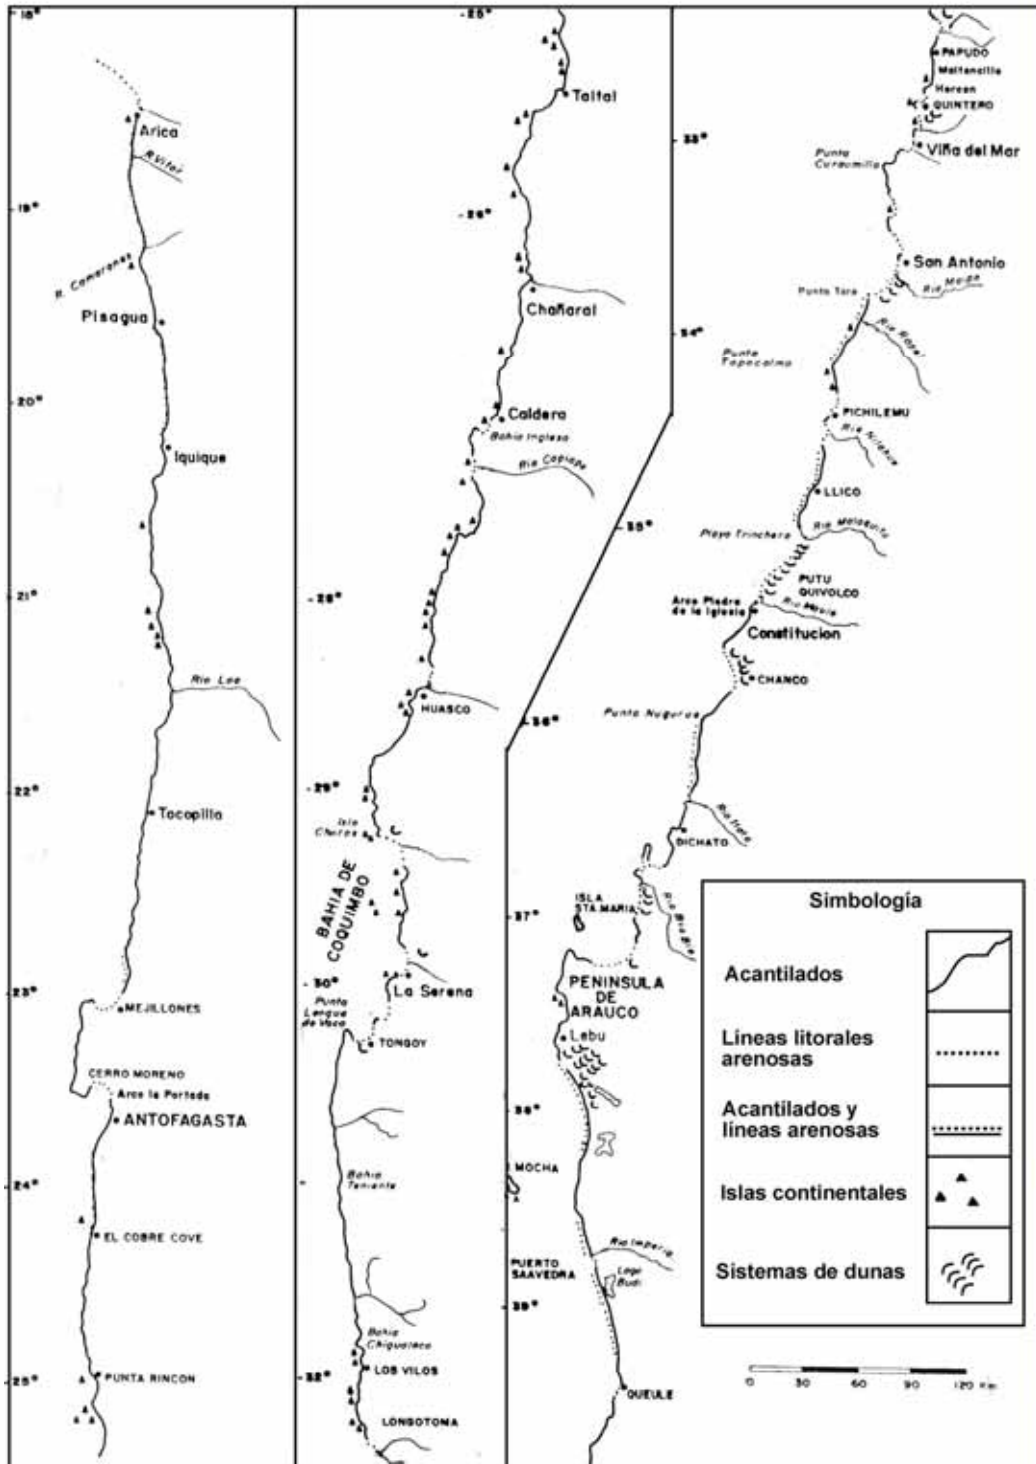 18°
Arica
R. Vitor
19°
R. Camarones
Pisagua
20°
Iquique
21°
Rio Loa
22°
Tocopilla
23°
MEJILLONES
CERRO MORENO
Arco la Portada
ANTOFAGASTA
24°
EL COBRE COVE
25°
PUNTA RINCON
25°
Taltal
26°
Chañaral
Caldera
Bahia Inglesa
Rio Copiapo
28°
HUASCO
29°
Isla
Choros
BAHIA DE
COQUIMBO
30°
La Serena
Punta
Lengua
de Vaca
TONGOY
Bahia
Teniente
Bahia
Chigualoco
LOS VILOS
32°
LONGOTOMA
PAPUDO
Maitencillo
Horcon
QUINTERO
33°
Viña del Mar
Punta
Curaumilla
San Antonio
Rio Maipo
Punta Toro
Rio Rapel
34°
Punta
Topocalma
PICHILEMU
Rio Nilahue
LLICO
35°
Playa Trinchera
Rio Mataquito
PUTU
QUIVOLCO
Arco Piedra
de la Iglesia
Rio Maule
Constitucion
CHANCO
36°
Punta Nugurue
Rio Itata
DICHATO
ISLA
STA. MARIA
Rio Bio Bio
37°
PENINSULA
DE
ARAUCO
Lebu
38°
I. MOCHA
PUERTO
SAAVEDRA
Rio Imperial
Lago
Budi
39°
QUEULE
Simbología
Acantilados
Líneas litorales
arenosas
Acantilados y
líneas arenosas
Islas continentales
Sistemas de dunas
0 30 60 90 120 Km